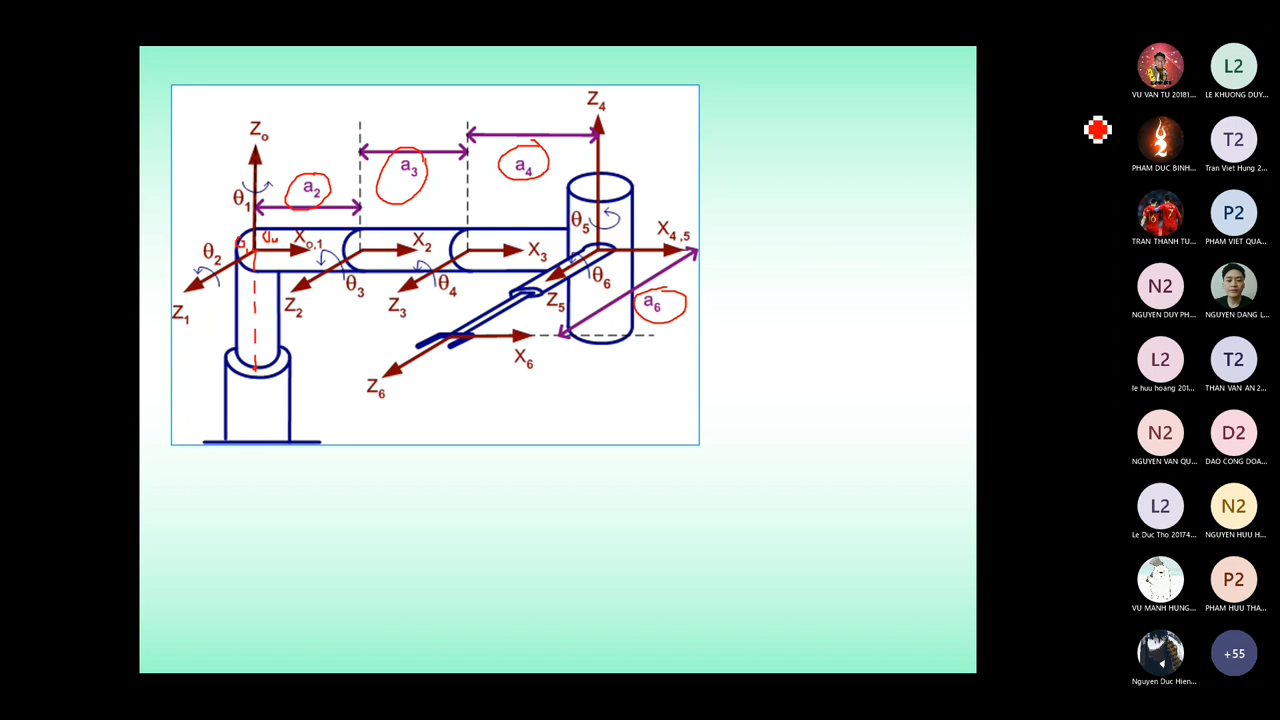 Z₄
Z₀
a₂
a₃
a₄
θ₁
θ₅
X₄,₅
θ₂
X₀,₁
X₂
X₃
θ₆
Z₁
Z₂
θ₃
Z₃
θ₄
Z₅
a₆
X₆
Z₆
VU VAN TU 20181...
L2
LE KHUONG DUY...
PHAM DUC BINH...
T2
Tran Viet Hung 2...
TRAN THANH TU...
P2
PHAM VIET QUA...
N2
NGUYEN DUY PH...
NGUYEN DANG L...
L2
le huu hoang 201...
T2
THAN VAN AN 2...
N2
NGUYEN VAN QU...
D2
DAO CONG DOA...
L2
Le Duc Tho 20174...
N2
NGUYEN HUU H...
VU MANH HUNG...
P2
PHAM HUU THA...
Nguyen Duc Hien...
+55